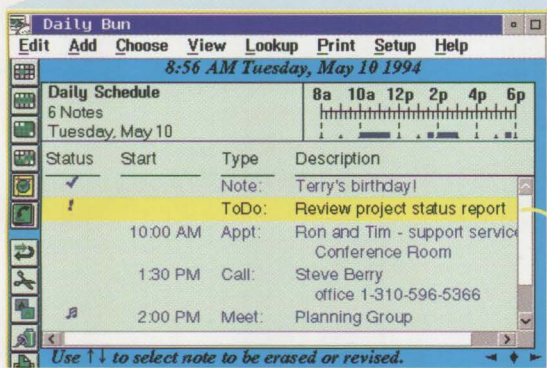 Daily Bun
Edit Add Choose View Lookup Print Setup Help
8:56 AM Tuesday, May 10 1994
Daily Schedule
6 Notes
Tuesday, May 10
8a 10a 12p 2p 4p 6p
Status Start Type Description
Note: Terry's birthday!
! ToDo: Review project status report
10:00 AM Appt: Ron and Tim - support service
Conference Room
1:30 PM Call: Steve Berry
office 1-310-596-5366
2:00 PM Meet: Planning Group
Use ↑↓ to select note to be erased or revised.